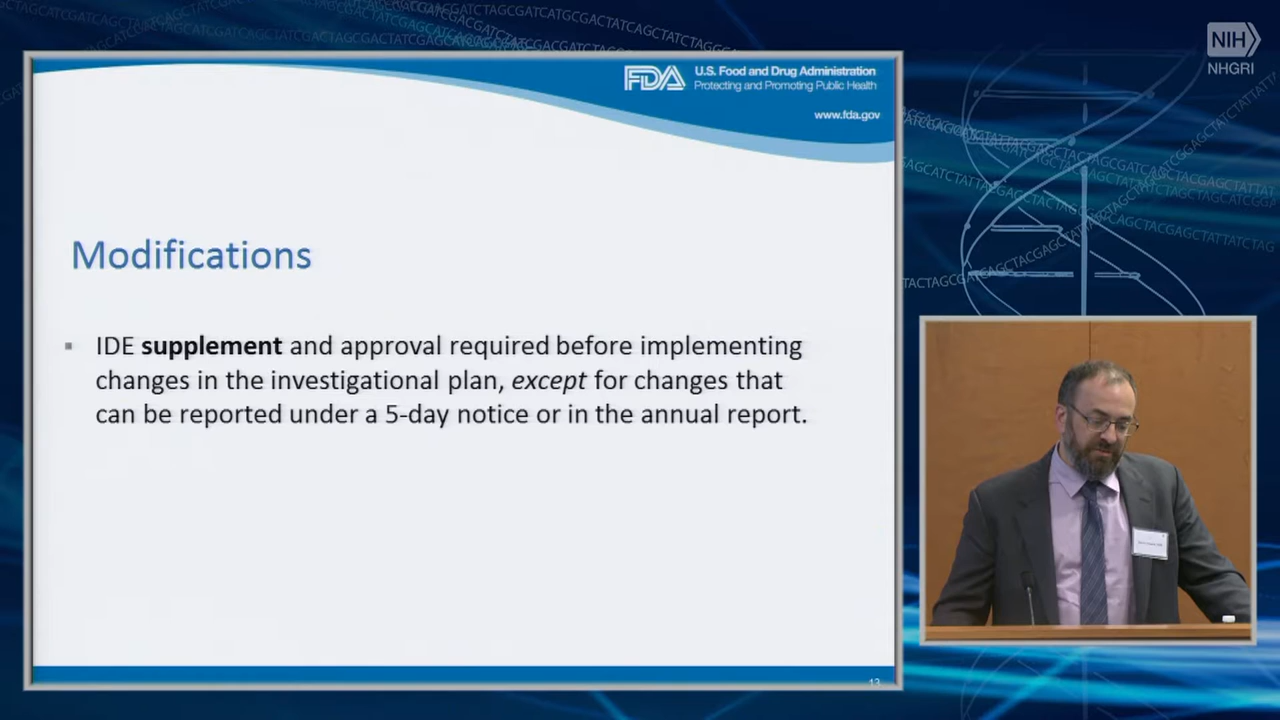 NIH
NHGRI
FDA
U.S. Food and Drug Administration
Protecting and Promoting Public Health
www.fda.gov
Modifications
IDE supplement and approval required before implementing
changes in the investigational plan, except for changes that
can be reported under a 5-day notice or in the annual report.
13